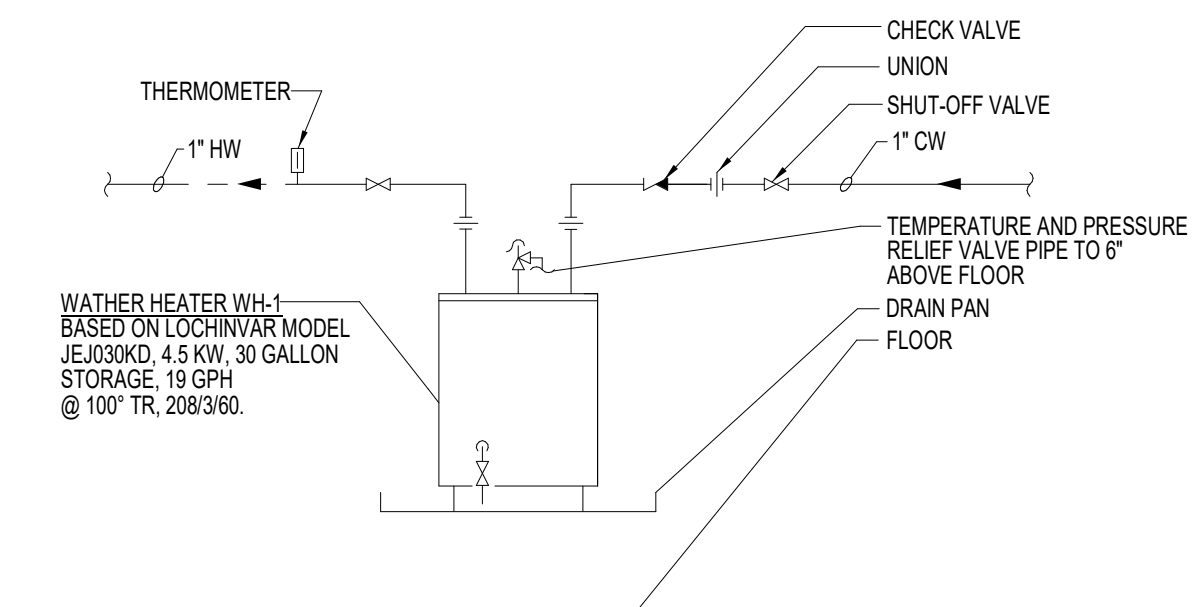 CHECK VALVE
UNION
THERMOMETER
SHUT-OFF VALVE
1" HW
1" CW
TEMPERATURE AND PRESSURE
RELIEF VALVE PIPE TO 6"
ABOVE FLOOR
WATHER HEATER WH-1
BASED ON LOCHINVAR MODEL
JEJ030KD, 4.5 KW, 30 GALLON
STORAGE, 19 GPH
@ 100° TR, 208/3/60.
DRAIN PAN
FLOOR